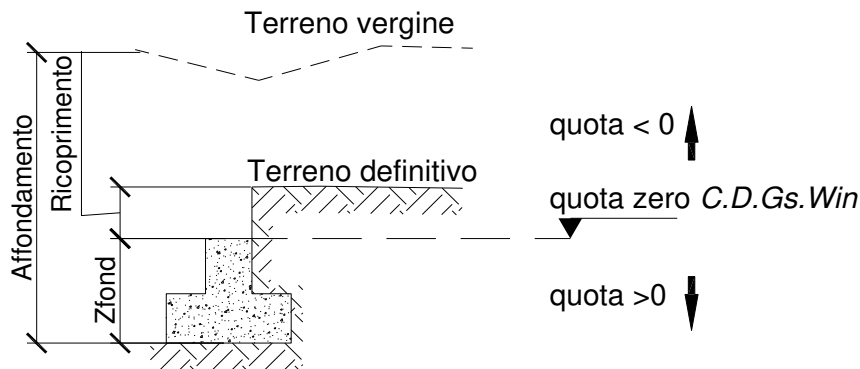 Terreno vergine
Affondamento
Ricoprimento
quota < 0
Terreno definitivo
quota zero C.D.Gs.Win
Zfond
quota >0